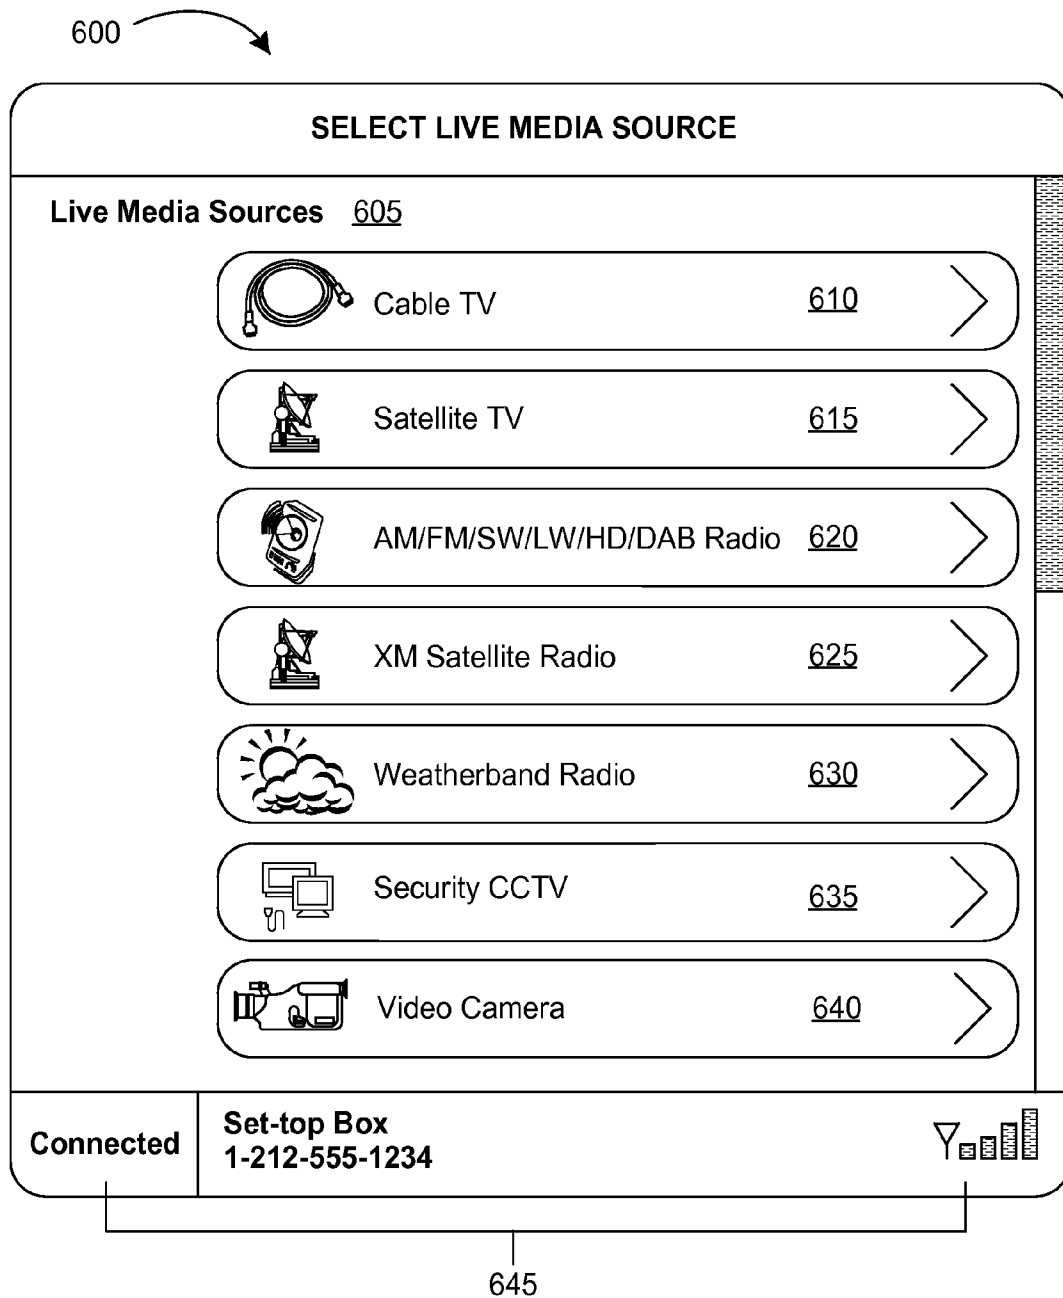 600
SELECT LIVE MEDIA SOURCE
Live Media Sources 605
Cable TV 610
Satellite TV 615
AM/FM/SW/LW/HD/DAB Radio 620
XM Satellite Radio 625
Weatherband Radio 630
Security CCTV 635
Video Camera 640
Connected
Set-top Box
1-212-555-1234
645